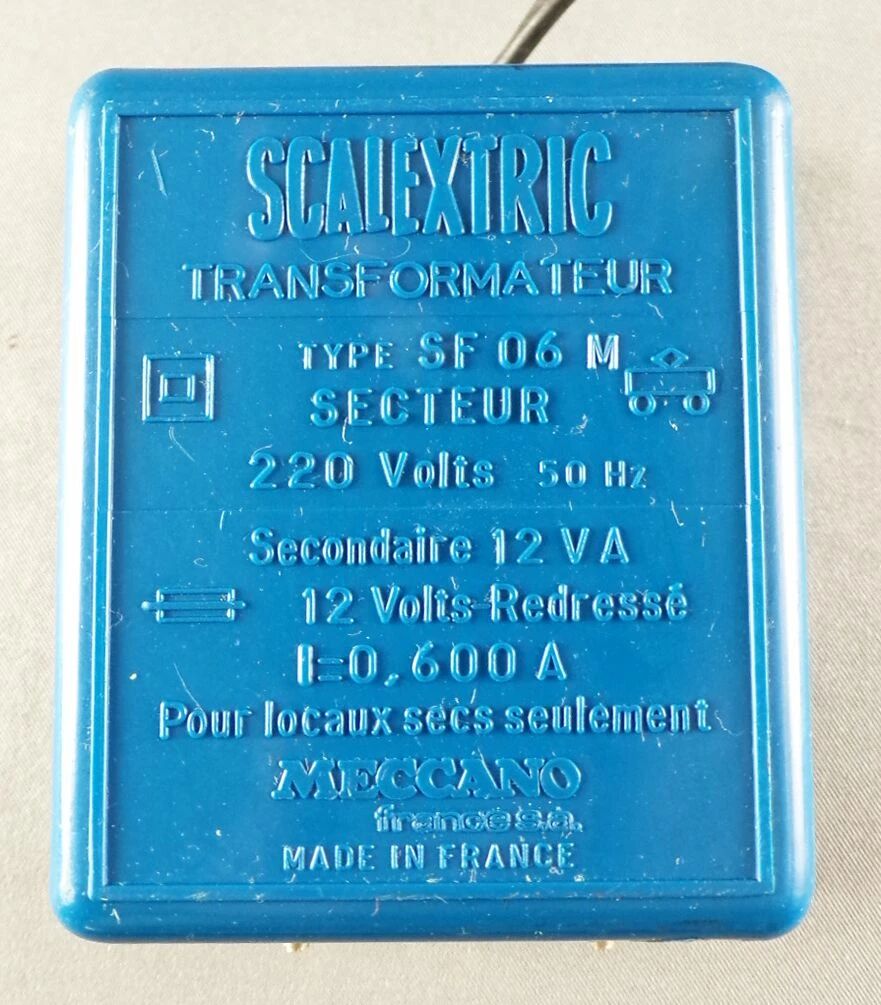 SCALEXTRIC
TRANSFORMATEUR
TYPE SF 06 M
SECTEUR
220 Volts 50 Hz
Secondaire 12 VA
12 Volts-Redressé
I=0,600 A
Pour locaux secs seulement
MECCANO
france s.a.
MADE IN FRANCE